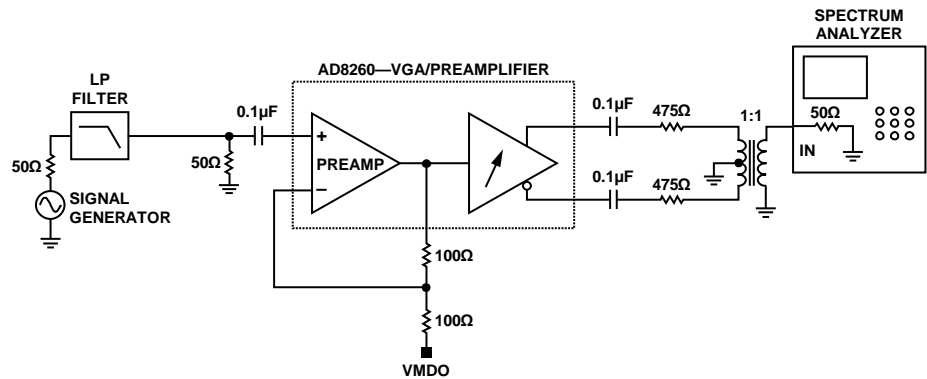 SPECTRUM
ANALYZER
AD8260—VGA/PREAMPLIFIER
LP
FILTER
0.1µF
0.1µF
475Ω
1:1
50Ω
IN
50Ω
50Ω
PREAMP
+
–
0.1µF
475Ω
SIGNAL
GENERATOR
100Ω
100Ω
VMDO